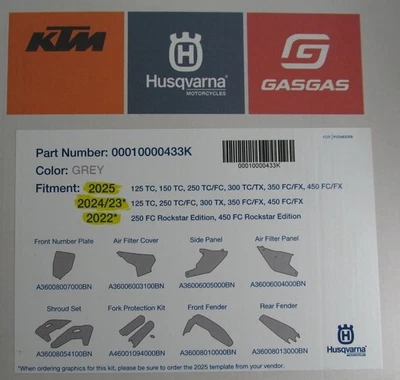 KTM
Husqvarna
MOTORCYCLES
GASGAS
Part Number: 00010000433K
00010000433K
Color: GREY
Fitment: 2025 125 TC, 150 TC, 250 TC/FC, 300 TC/TX, 350 FC/FX, 450 FC/FX
2024/23* 125 TC, 250 TC/FC, 300 TX, 350 FC/FX, 450 FC/FX
2022* 250 FC Rockstar Edition, 450 FC Rockstar Edition
Front Number Plate Air Filter Cover Side Panel Air Filter Panel
A36008007000BN A36006003100BN A36006005000BN A36006004000BN
Shroud Set Fork Protection Kit Front Fender Rear Fender
A36008054100BN A46001094000BN A36008010000BN A36008013000BN
Husqvarna
MOTORCYCLES
*When ordering graphics for this kit, please be sure to order the 2025 template from your vendor.